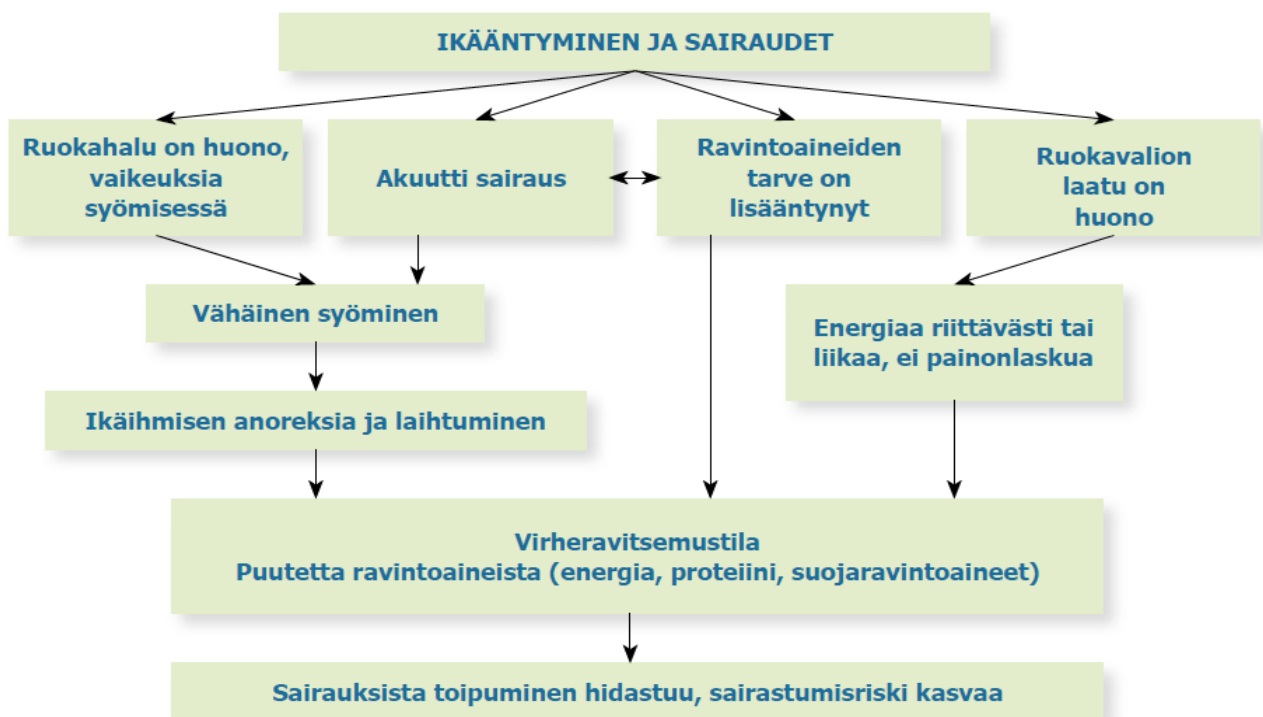 IKÄÄNTYMINEN JA SAIRAUDET
Ruokahalu on huono,
vaikeuksia
syömisessä
Akuutti sairaus
Ravintoaineiden
tarve on
lisääntynyt
Ruokavalion
laatu on
huono
Vähäinen syöminen
Energiaa riittävästi tai
liikaa, ei painonlaskua
Ikäihmisen anoreksia ja laihtuminen
Virheravitsemustila
Puutetta ravintoaineista (energia, proteiini, suojaravintoaineet)
Sairauksista toipuminen hidastuu, sairastumisriski kasvaa